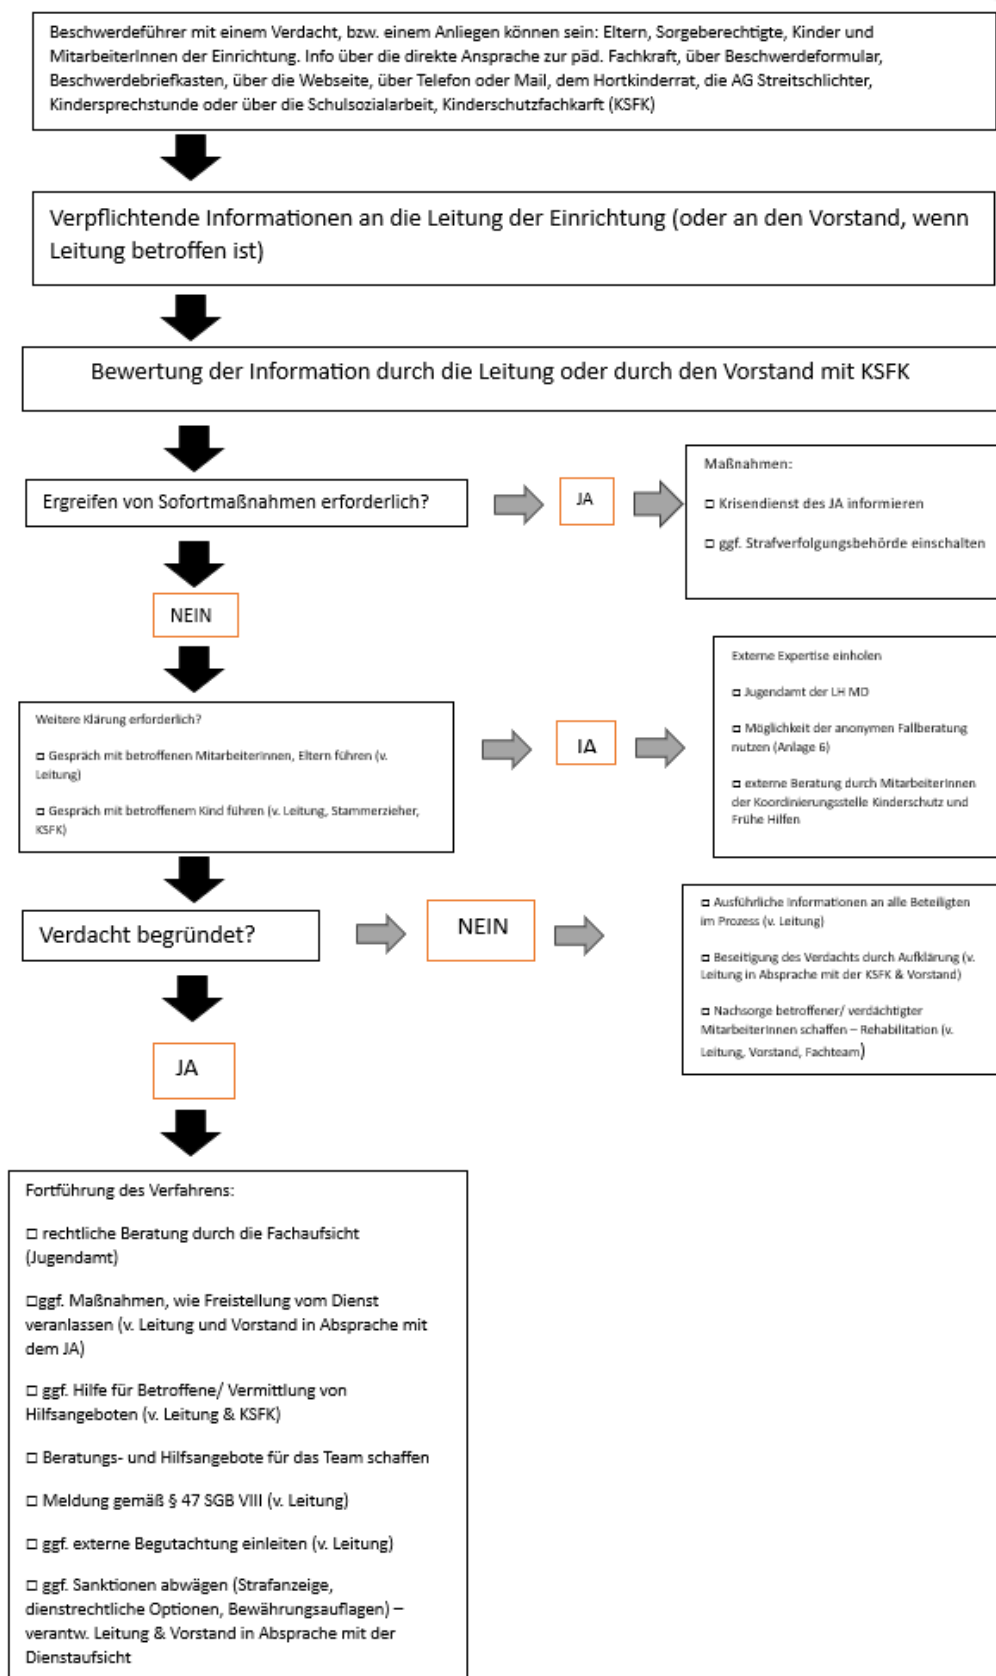 Beschwerdeführer mit einem Verdacht, bzw. einem Anliegen können sein: Eltern, Sorgeberechtigte, Kinder und
MitarbeiterInnen der Einrichtung. Info über die direkte Ansprache zur päd. Fachkraft, über Beschwerdeformular,
Beschwerdebriefkasten, über die Webseite, über Telefon oder Mail, dem Hortkinderrat, die AG Streitschlichter,
Kindersprechstunde oder über die Schulsozialarbeit, Kinderschutzfachkarft (KSFK)
Verpflichtende Informationen an die Leitung der Einrichtung (oder an den Vorstand, wenn
Leitung betroffen ist)
Bewertung der Information durch die Leitung oder durch den Vorstand mit KSFK
Ergreifen von Sofortmaßnahmen erforderlich?
JA
Maßnahmen:
□ Krisendienst des JA informieren
□ ggf. Strafverfolgungsbehörde einschalten
NEIN
Weitere Klärung erforderlich?
□ Gespräch mit betroffenen MitarbeiterInnen, Eltern führen (v.
Leitung)
□ Gespräch mit betroffenem Kind führen (v. Leitung, Stammerzieher,
KSFK)
JA
Externe Expertise einholen
□ Jugendamt der LH MD
□ Möglichkeit der anonymen Fallberatung
nutzen (Anlage 6)
□ externe Beratung durch MitarbeiterInnen
der Koordinierungsstelle Kinderschutz und
Frühe Hilfen
Verdacht begründet?
NEIN
□ Ausführliche Informationen an alle Beteiligten
im Prozess (v. Leitung)
□ Beseitigung des Verdachts durch Aufklärung (v.
Leitung in Absprache mit der KSFK & Vorstand)
□ Nachsorge betroffener/ verdächtigter
MitarbeiterInnen schaffen – Rehabilitation (v.
Leitung, Vorstand, Fachteam)
JA
Fortführung des Verfahrens:
□ rechtliche Beratung durch die Fachaufsicht
(Jugendamt)
□ggf. Maßnahmen, wie Freistellung vom Dienst
veranlassen (v. Leitung und Vorstand in Absprache mit
dem JA)
□ ggf. Hilfe für Betroffene/ Vermittlung von
Hilfsangeboten (v. Leitung & KSFK)
□ Beratungs- und Hilfsangebote für das Team schaffen
□ Meldung gemäß § 47 SGB VIII (v. Leitung)
□ ggf. externe Begutachtung einleiten (v. Leitung)
□ ggf. Sanktionen abwägen (Strafanzeige,
dienstrechtliche Optionen, Bewährungsauflagen) –
verantw. Leitung & Vorstand in Absprache mit der
Dienstaufsicht